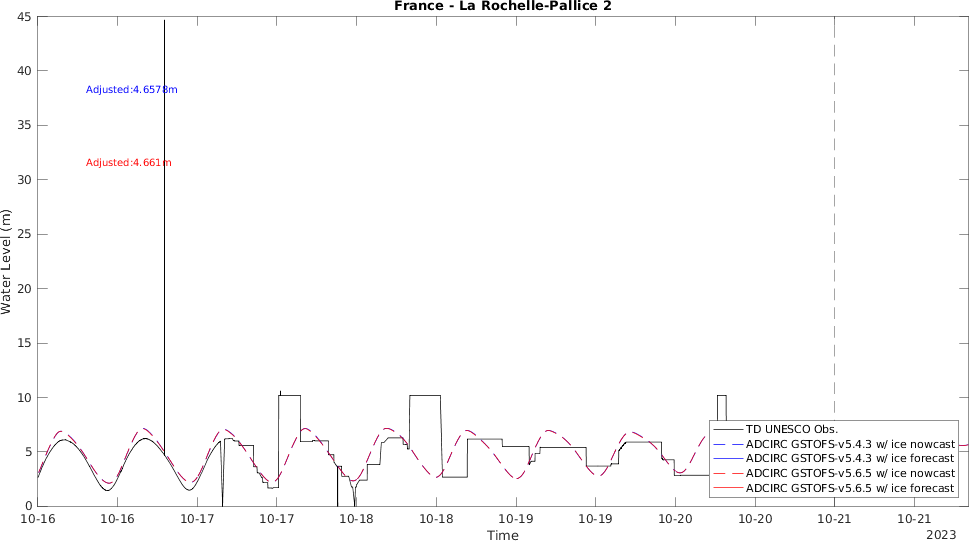 France - La Rochelle-Pallice 2
45
40
35
30
25
20
15
10
5
0
Water Level (m)
Adjusted:4.6578m
Adjusted:4.661m
TD UNESCO Obs.
ADCIRC GSTOFS-v5.4.3 w/ ice nowcast
ADCIRC GSTOFS-v5.4.3 w/ ice forecast
ADCIRC GSTOFS-v5.6.5 w/ ice nowcast
ADCIRC GSTOFS-v5.6.5 w/ ice forecast
10-16 10-16 10-17 10-17 10-18 10-18 10-19 10-19 10-20 10-20 10-21 10-21
Time
2023